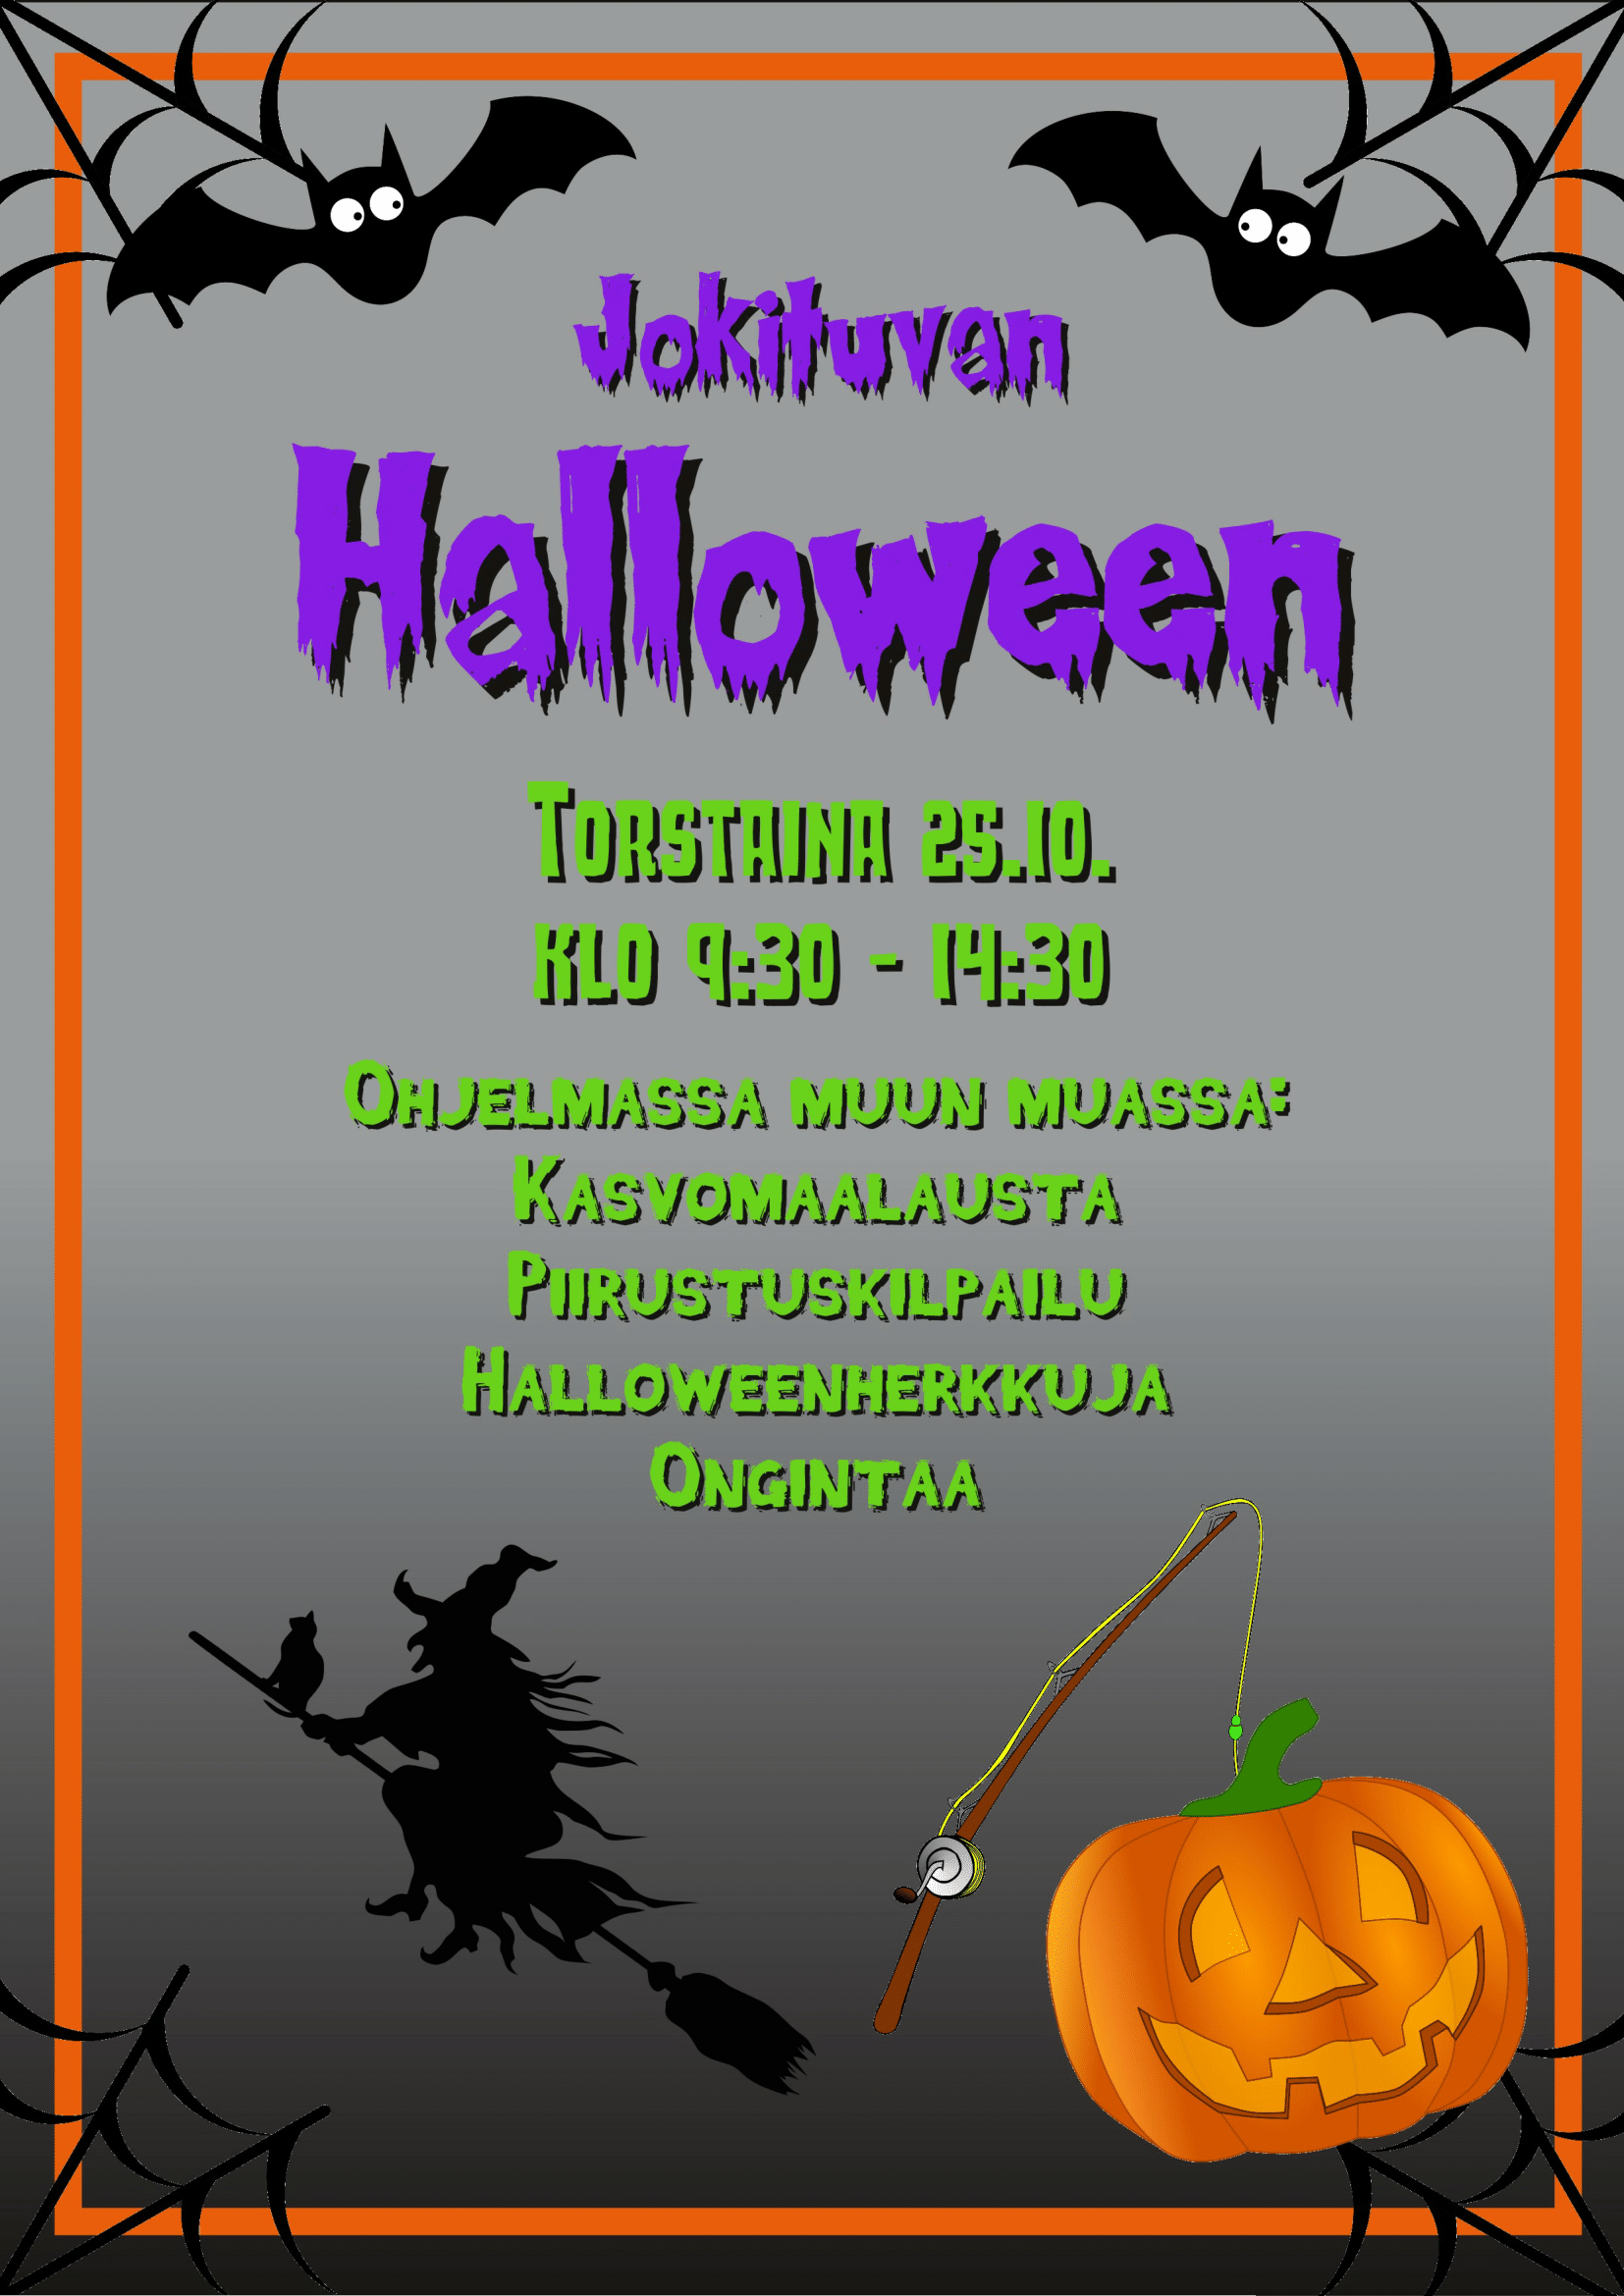 Jokituvan
Halloween
Torstaina 25.10.
klo 9:30 - 14:30
Ohjelmassa muun muassa:
Kasvomaalausta
Piirustuskilpailu
Halloweenherkkuja
Ongintaa